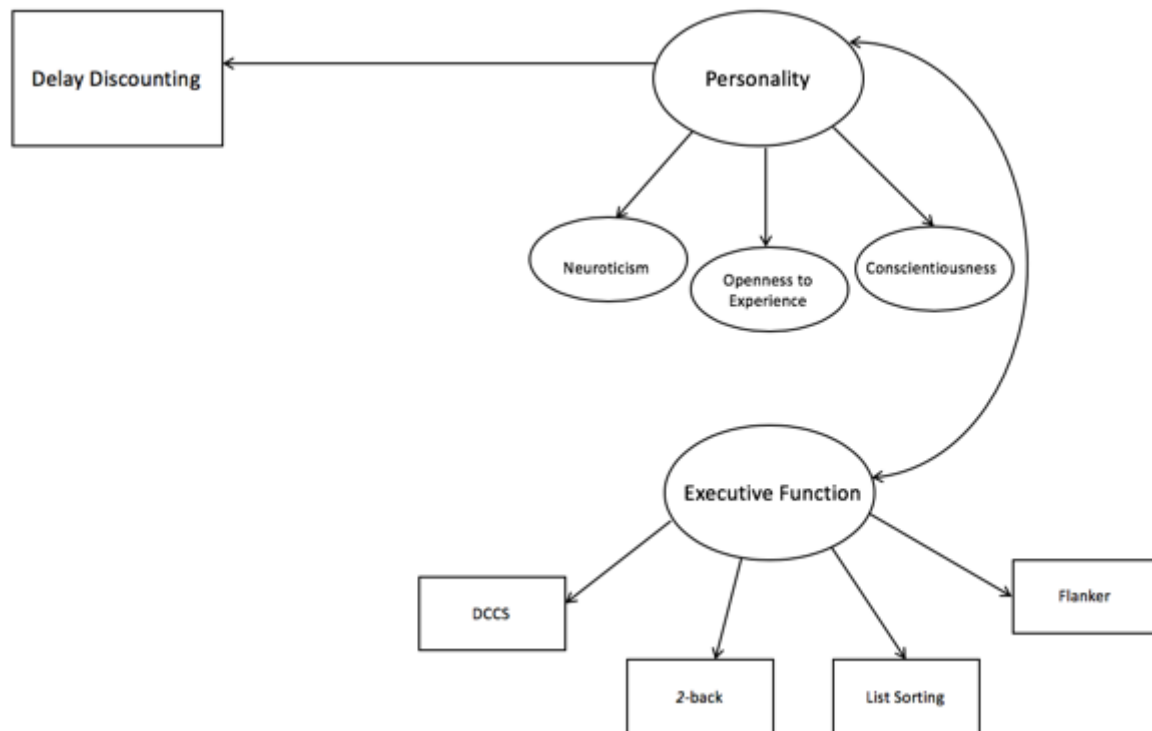 Delay Discounting
Personality
Neuroticism
Openness to
Experience
Conscientiousness
Executive Function
DCCS
2-back
List Sorting
Flanker